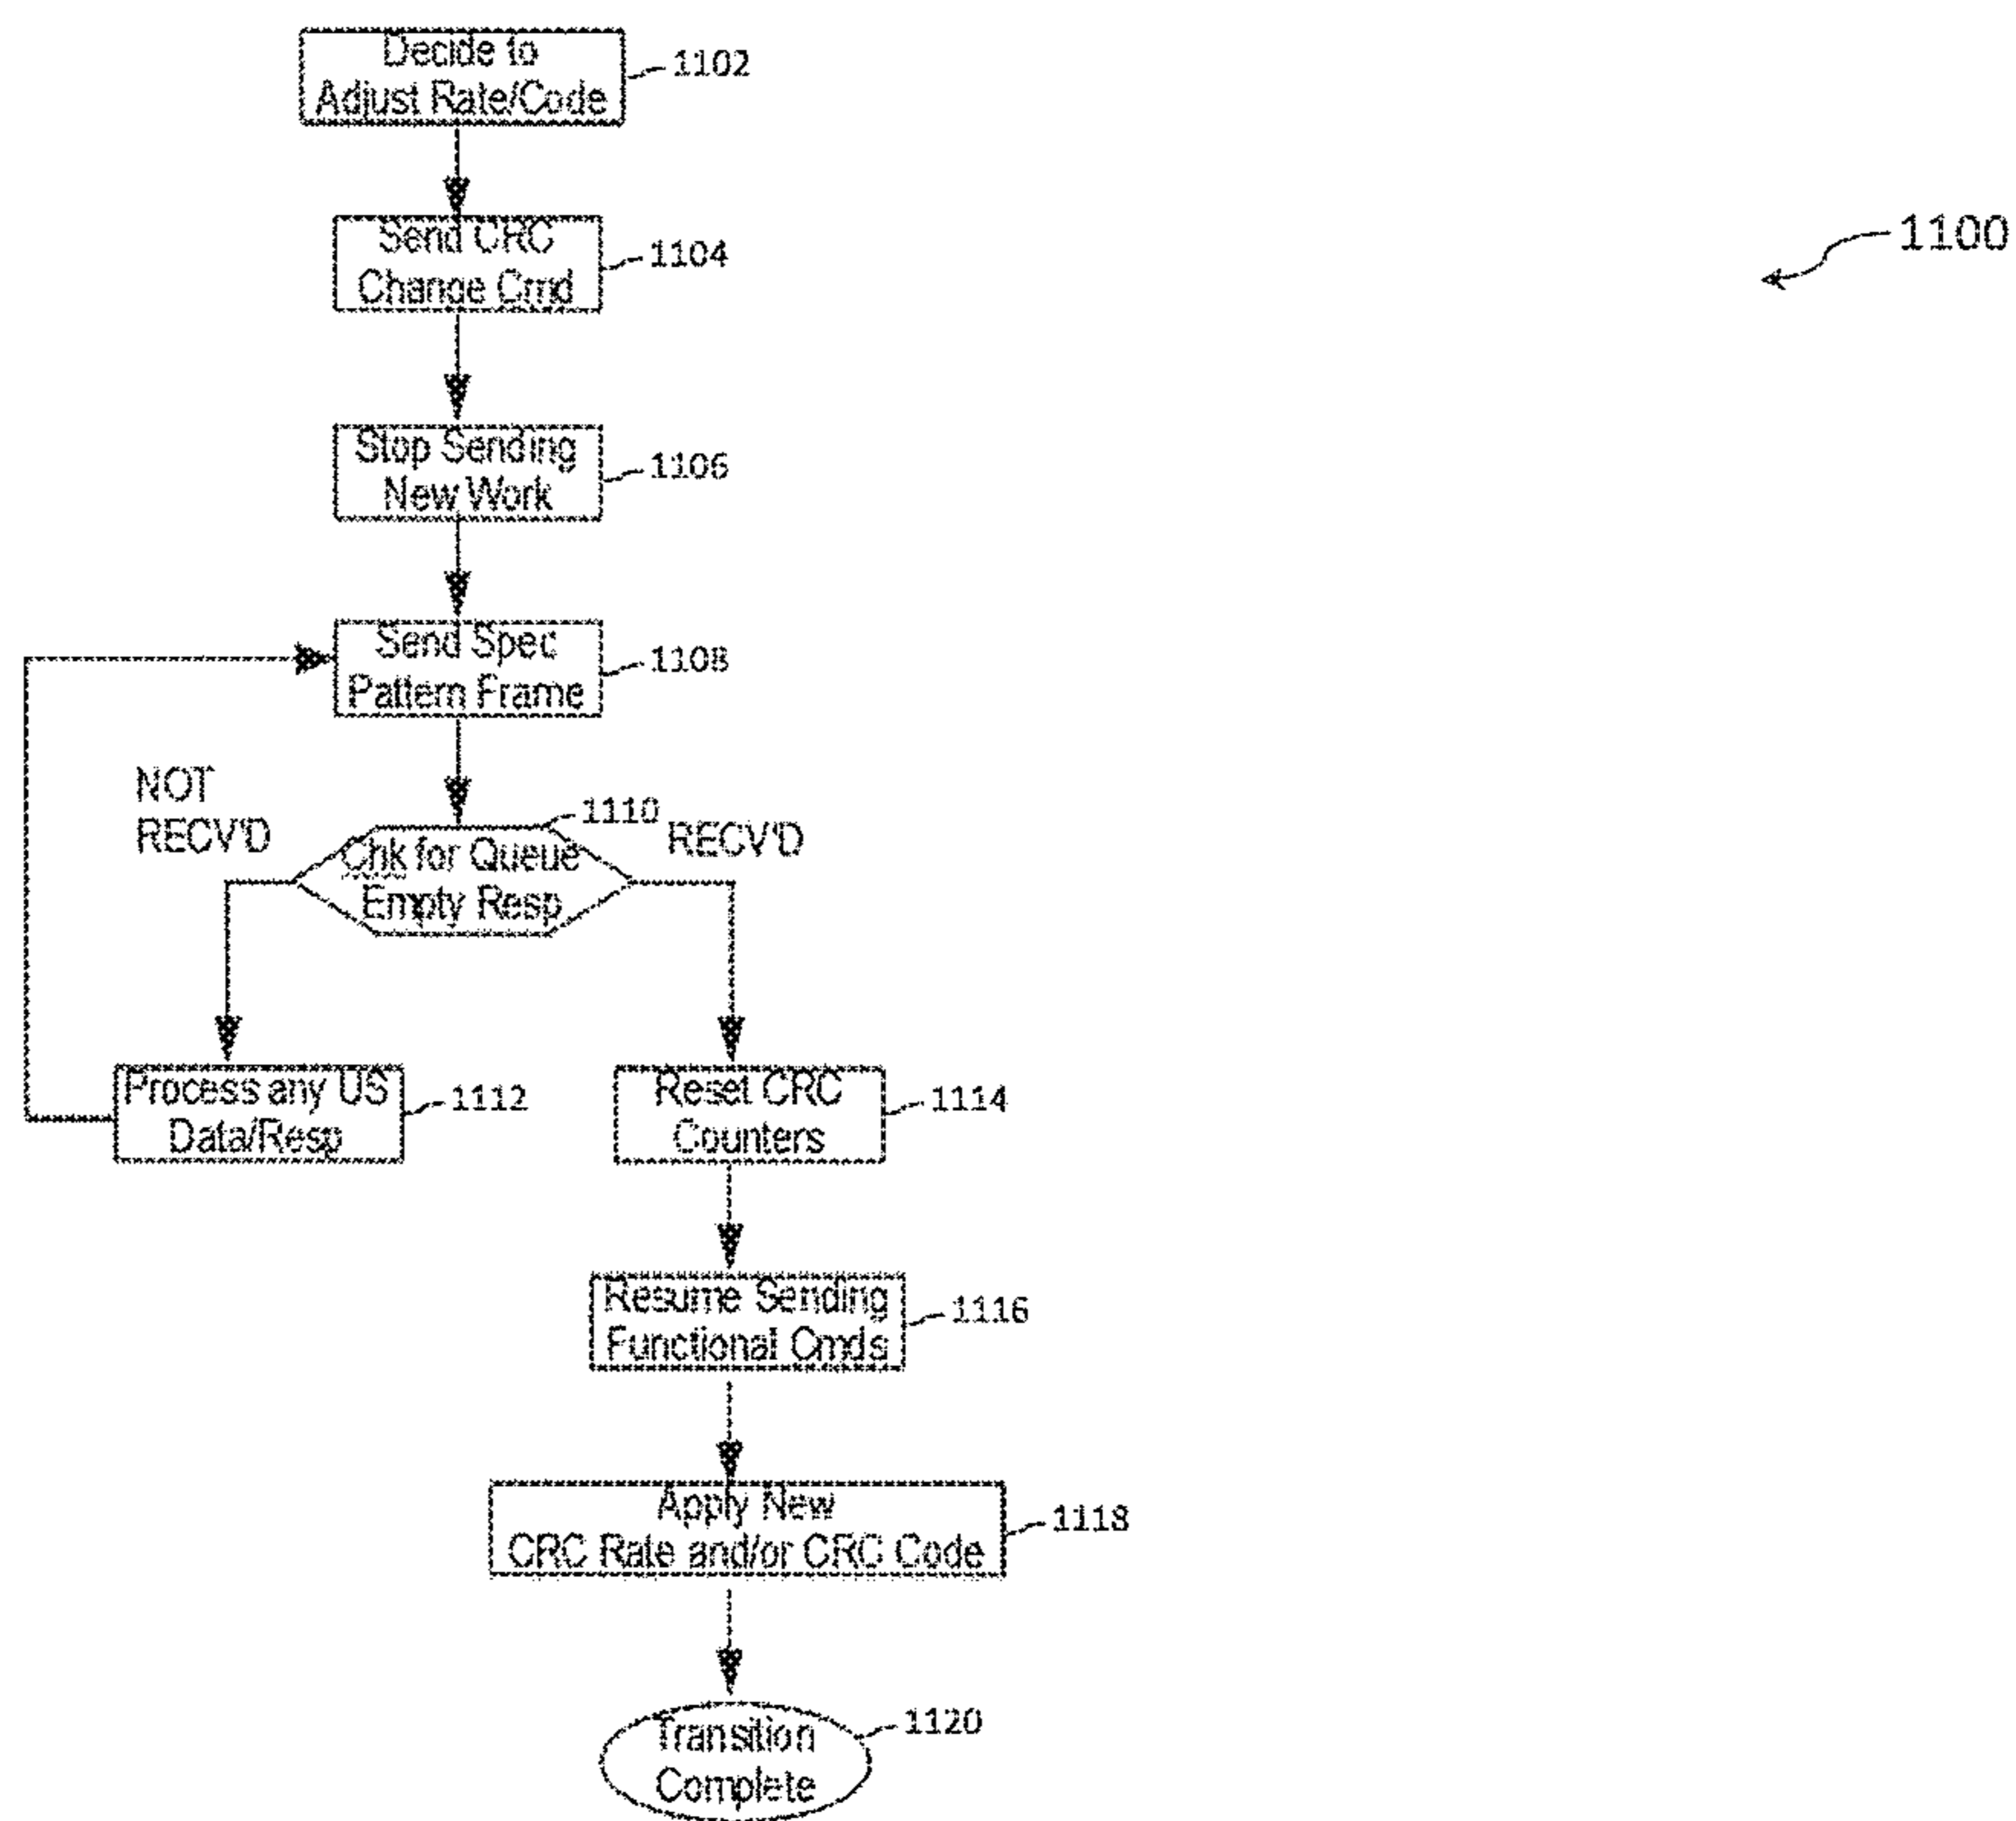 Decide to
Adjust Rate/Code
1102
Send CRC
Change Cmd
1104
1100
Stop Sending
New Work
1106
Send Spec
Pattern Frame
1108
NOT
RECV'D
1110
RECV'D
Chk for Queue
Empty Resp
Process any US
Data/Resp
1112
Reset CRC
Counters
1114
Resume Sending
Functional Cmds
1116
Apply New
CRC Rate and/or CRC Code
1118
Transition
Complete
1120